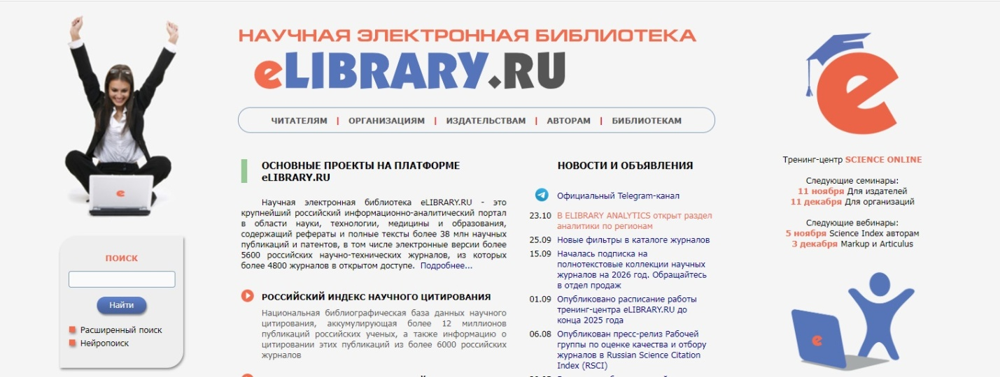 НАУЧНАЯ ЭЛЕКТРОННАЯ БИБЛИОТЕКА
eLIBRARY.RU
ЧИТАТЕЛЯМ | ОРГАНИЗАЦИЯМ | ИЗДАТЕЛЬСТВАМ | АВТОРАМ | БИБЛИОТЕКАМ
e
ПОИСК
Найти
Расширенный поиск
Нейропоиск
ОСНОВНЫЕ ПРОЕКТЫ НА ПЛАТФОРМЕ
eLIBRARY.RU
Научная электронная библиотека eLIBRARY.RU - это
крупнейший российский информационно-аналитический портал
в области науки, технологии, медицины и образования,
содержащий рефераты и полные тексты более 38 млн научных
публикаций и патентов, в том числе электронные версии более
5600 российских научно-технических журналов, из которых
более 4800 журналов в открытом доступе. Подробнее...
РОССИЙСКИЙ ИНДЕКС НАУЧНОГО ЦИТИРОВАНИЯ
Национальная библиографическая база данных научного
цитирования, аккумулирующая более 12 миллионов
публикаций российских ученых, а также информацию о
цитировании этих публикаций из более 6000 российских
журналов
НОВОСТИ И ОБЪЯВЛЕНИЯ
Официальный Telegram-канал
23.10 В ELIBRARY ANALYTICS открыт раздел
аналитики по регионам
25.09 Новые фильтры в каталоге журналов
15.09 Началась подписка на
полнотекстовые коллекции научных
журналов на 2026 год. Обращайтесь
в отдел продаж
01.09 Опубликовано расписание работы
тренинг-центра eLIBRARY.RU до
конца 2025 года
06.08 Опубликован пресс-релиз Рабочей
группы по оценке качества и отбору
журналов в Russian Science Citation
Index (RSCI)
e
Тренинг-центр SCIENCE ONLINE
Следующие семинары:
11 ноября Для издателей
11 декабря Для организаций
Следующие вебинары:
5 ноября Science Index авторам
3 декабря Markup и Articulus
e